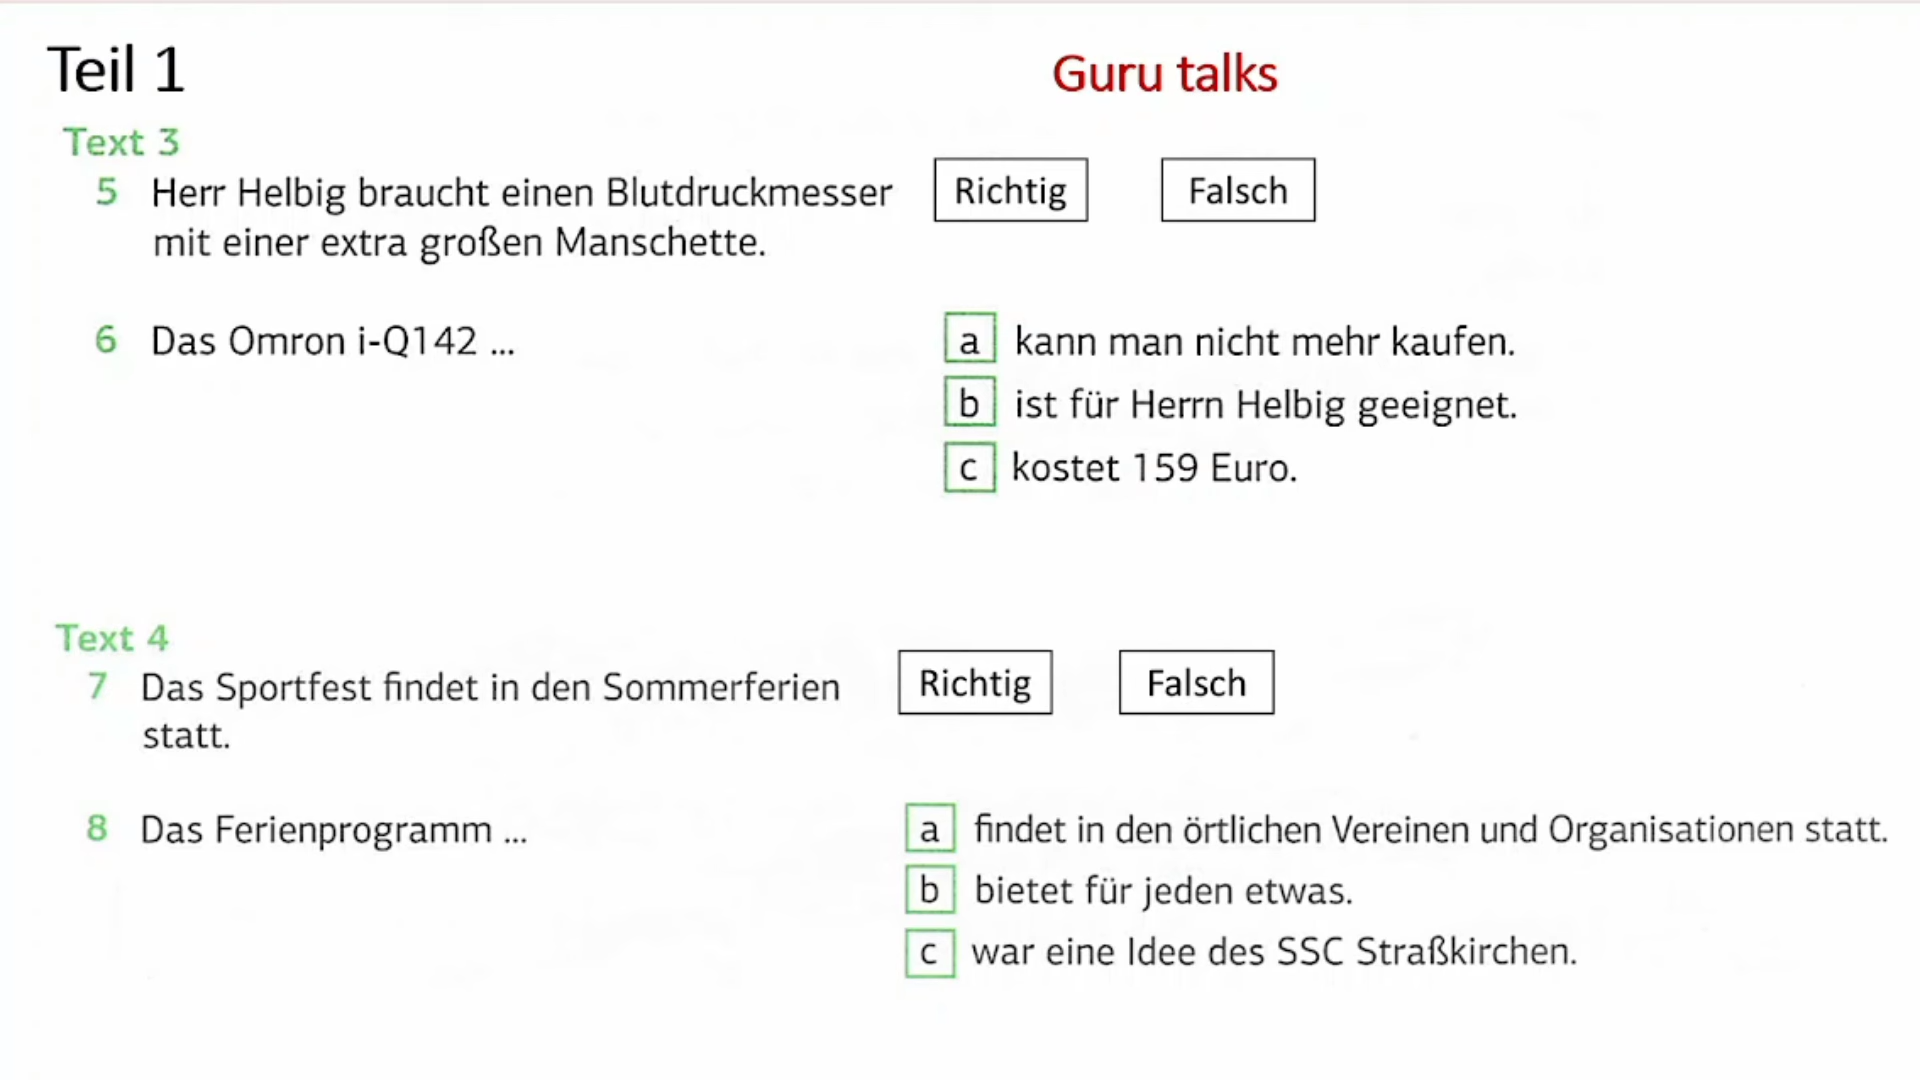 Teil 1
Guru talks
Text 3
5 Herr Helbig braucht einen Blutdruckmesser Richtig Falsch
mit einer extra großen Manschette.
6 Das Omron i-Q142 ... a kann man nicht mehr kaufen.
b ist für Herrn Helbig geeignet.
c kostet 159 Euro.
Text 4
7 Das Sportfest findet in den Sommerferien Richtig Falsch
statt.
8 Das Ferienprogramm ... a findet in den örtlichen Vereinen und Organisationen statt.
b bietet für jeden etwas.
c war eine Idee des SSC Straßkirchen.